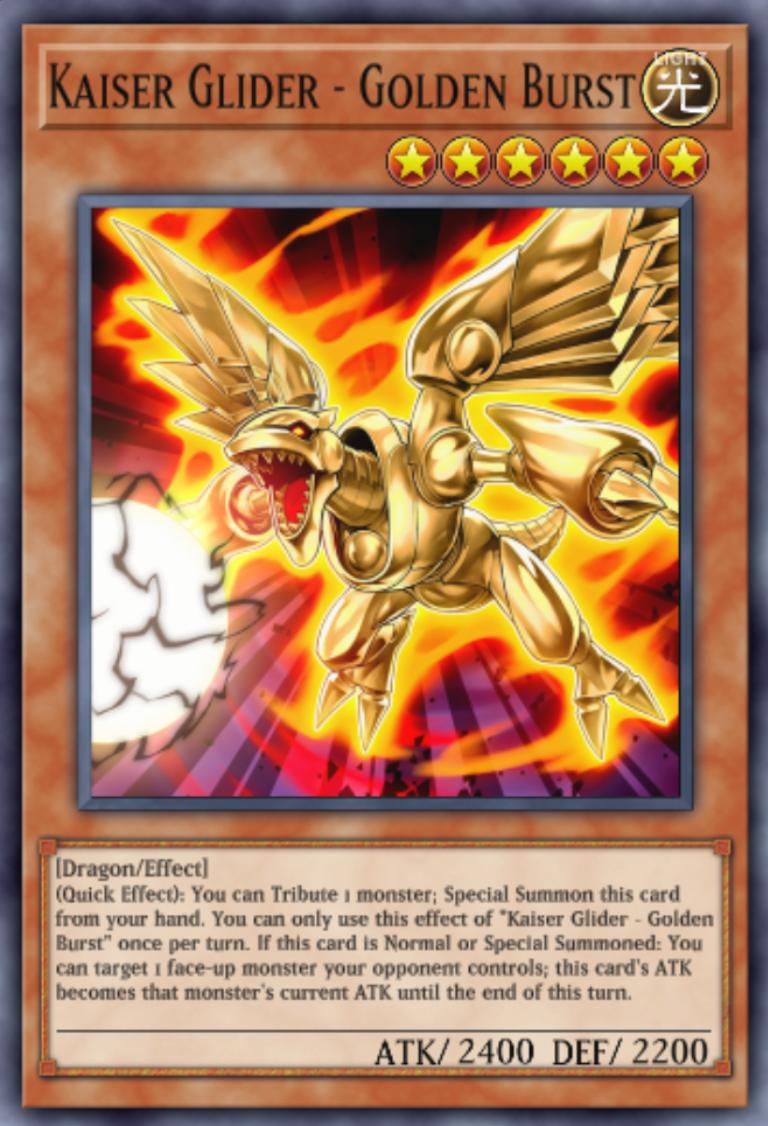 KAISER GLIDER - GOLDEN BURST
LIGHT
光
[Dragon/Effect]
(Quick Effect): You can Tribute 1 monster; Special Summon this card
from your hand. You can only use this effect of "Kaiser Glider - Golden
Burst" once per turn. If this card is Normal or Special Summoned: You
can target 1 face-up monster your opponent controls; this card's ATK
becomes that monster's current ATK until the end of this turn.
ATK/ 2400 DEF/ 2200